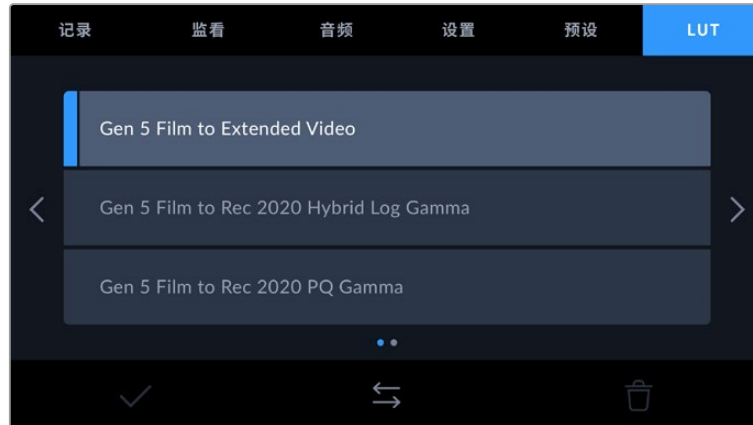 记录 监看 音频 设置 预设 LUT
Gen 5 Film to Extended Video
Gen 5 Film to Rec 2020 Hybrid Log Gamma
Gen 5 Film to Rec 2020 PQ Gamma